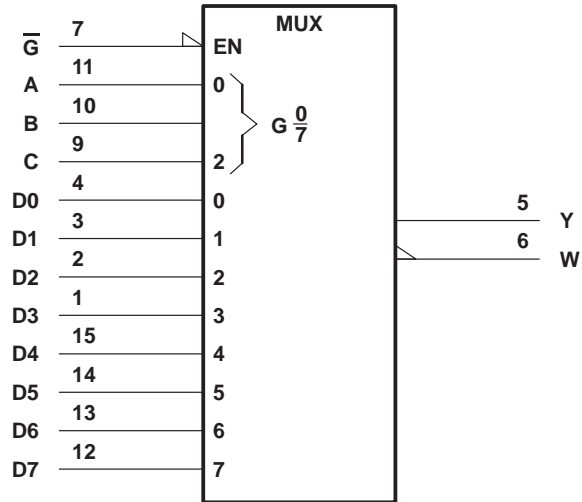 MUX
G̅ 7 EN
A 11 0
B 10
G 0/7
C 9 2
D0 4 0
D1 3 1
D2 2 2
D3 1 3
D4 15 4
D5 14 5
D6 13 6
D7 12 7
5 Y
6 W